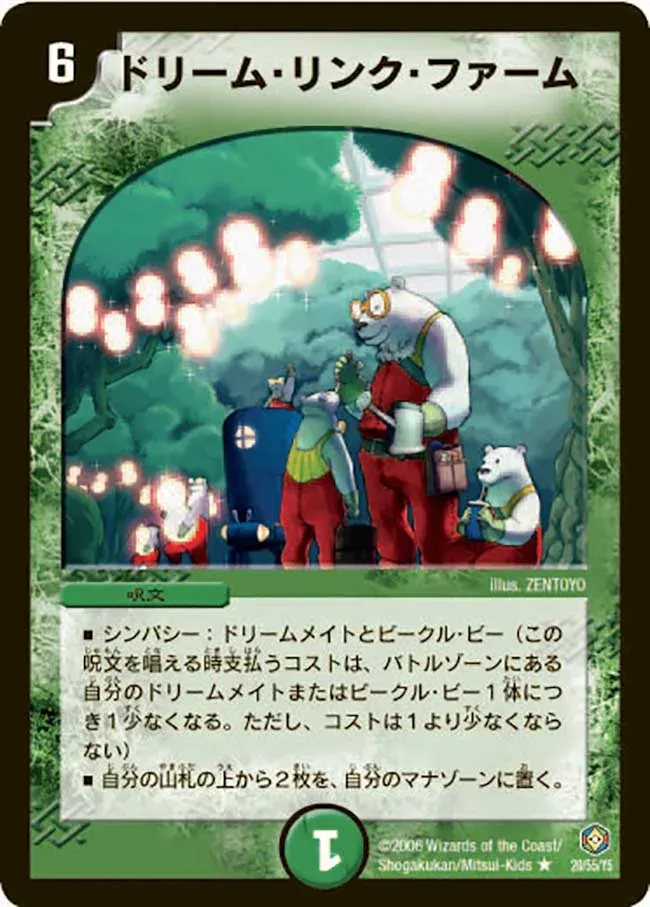 6
ドリーム・リンク・ファーム
illus. ZENTOYO
呪文
■ シンパシー：ドリームメイトとビークル・ビー（この
呪文を唱える時支払うコストは、バトルゾーンにある
自分のドリームメイトまたはビークル・ビー１体につ
き１少なくなる。ただし、コストは１より少なくなら
ない）
■ 自分の山札の上から２枚を、自分のマナゾーンに置く。
1
©2006 Wizards of the Coast/
Shogakukan/Mitsui-Kids ★
20/55/Y5